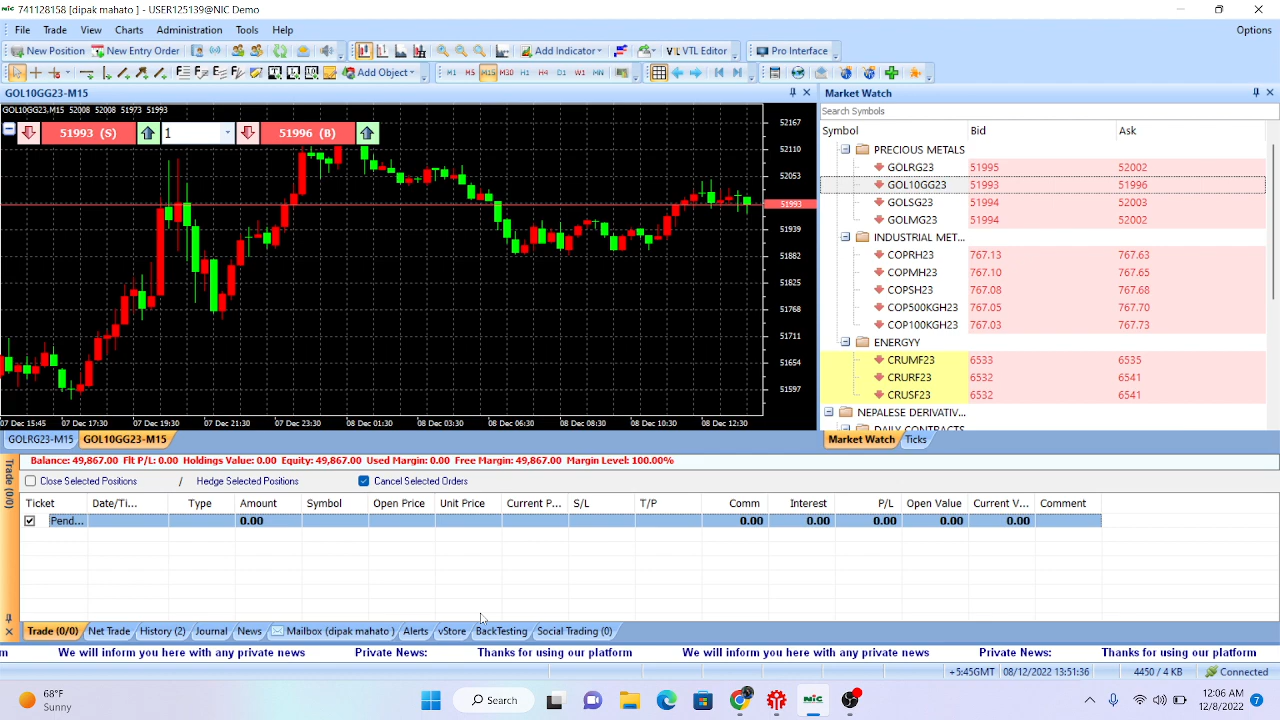 NIC 741128158 [dipak mahato ] - USER125139@NIC Demo
File Trade View Charts Administration Tools Help Options
New Position New Entry Order Add Indicator VTL Editor Pro Interface
Add Object M1 M5 M15 M30 H1 H4 D1 W1 MN
GOL10GG23-M15
GOL10GG23,M15 52008 52008 51973 51993
51993 (S) 1 51996 (B)
52167
52110
52053
51993
51939
51882
51825
51768
51711
51654
51597
07 Dec 15:45 07 Dec 17:30 07 Dec 19:30 07 Dec 21:30 07 Dec 23:30 08 Dec 01:30 08 Dec 03:30 08 Dec 06:30 08 Dec 08:30 08 Dec 10:30 08 Dec 12:30
GOLRG23-M15 GOL10GG23-M15
Market Watch
Search Symbols
Symbol Bid Ask
PRECIOUS METALS
GOLRG23 51995 52002
GOL10GG23 51993 51996
GOLSG23 51994 52003
GOLMG23 51994 52002
INDUSTRIAL MET...
COPRH23 767.13 767.63
COPMH23 767.10 767.65
COPSH23 767.08 767.68
COP500KGH23 767.05 767.70
COP100KGH23 767.03 767.73
ENERGYY
CRUMF23 6533 6535
CRURF23 6532 6541
CRUSF23 6532 6541
NEPALESE DERIVATIV...
DAILY CONTRACTS
Market Watch Ticks
Trade (0/0)
Balance: 49,867.00 Flt P/L: 0.00 Holdings Value: 0.00 Equity: 49,867.00 Used Margin: 0.00 Free Margin: 49,867.00 Margin Level: 100.00%
Close Selected Positions / Hedge Selected Positions Cancel Selected Orders
Ticket Date/Ti... Type Amount Symbol Open Price Unit Price Current P... S/L T/P Comm Interest P/L Open Value Current V... Comment
Pend... 0.00 0.00 0.00 0.00 0.00 0.00
Trade (0/0) Net Trade History (2) Journal News Mailbox (dipak mahato ) Alerts vStore BackTesting Social Trading (0)
m We will inform you here with any private news Private News: Thanks for using our platform We will inform you here with any private news Private News: Thanks for using our platform
+5:45GMT 08/12/2022 13:51:36 4450 / 4 KB Connected
68°F
Sunny
Search
NIC
12:06 AM
12/8/2022
7